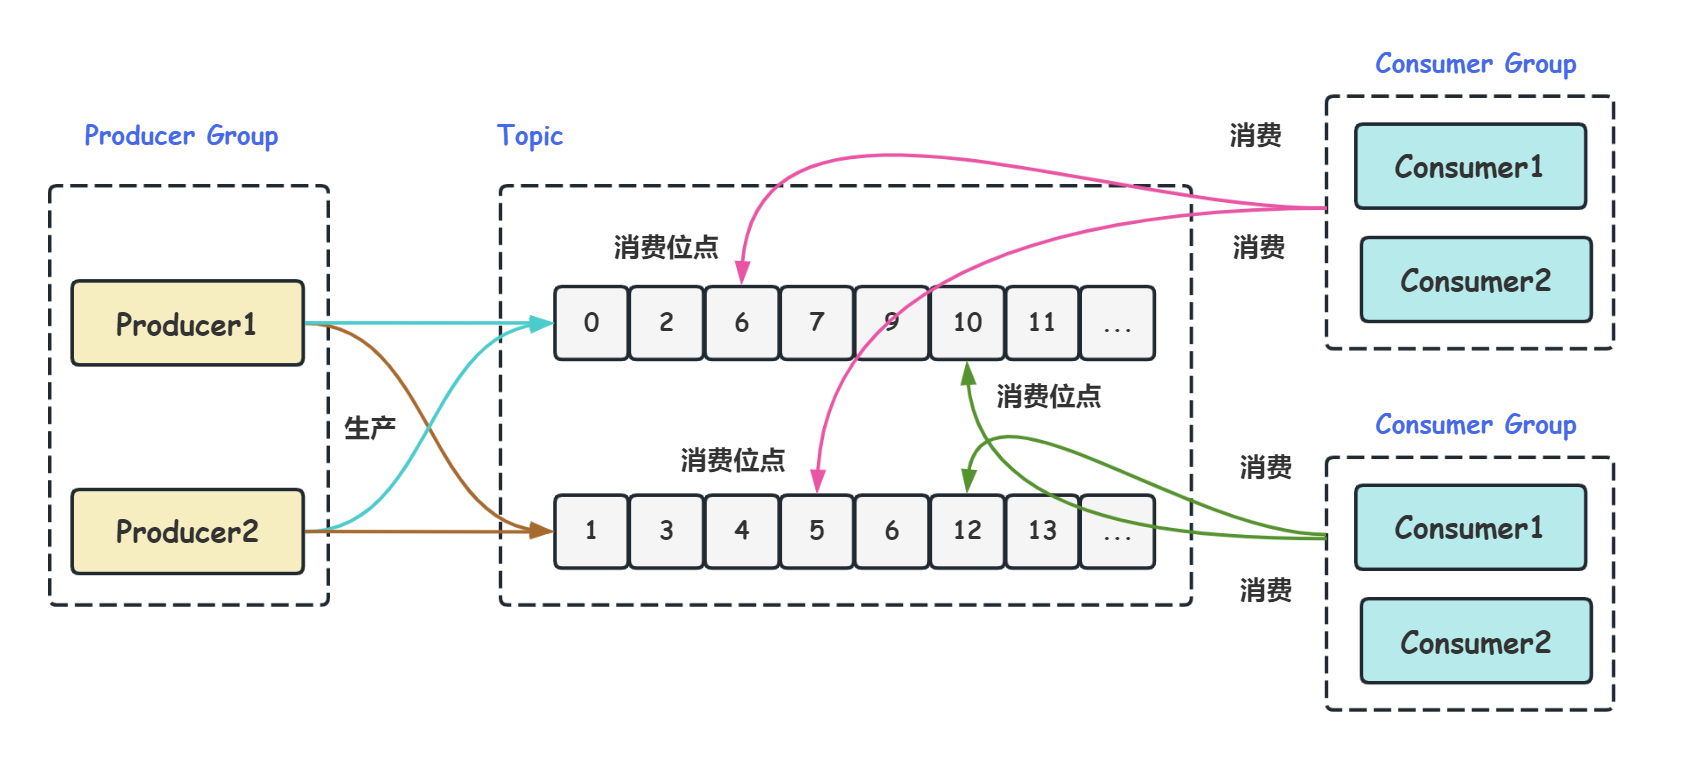 Consumer Group
Producer Group
Topic
消费
Consumer1
消费位点
消费
Consumer2
Producer1
0 2 6 7 9 10 11 ...
消费位点
生产
Consumer Group
消费位点
消费
Producer2
1 3 4 5 6 12 13 ...
Consumer1
消费
Consumer2